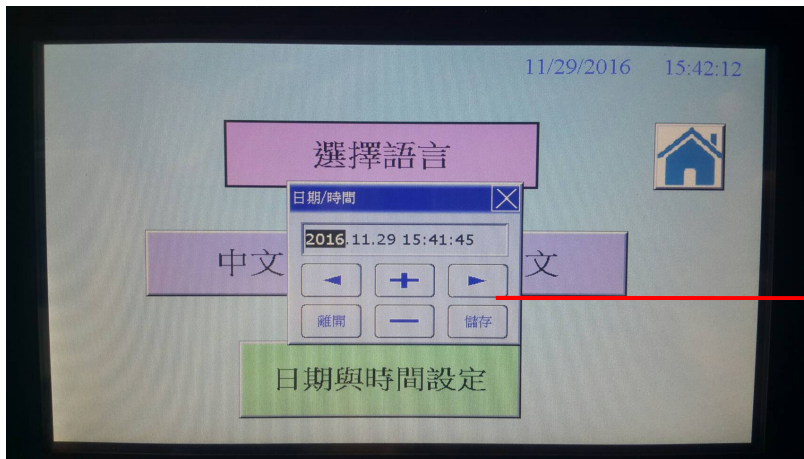 11/29/2016 15:42:12
選擇語言
日期/時間
2016.11.29 15:41:45
中文
文
離開
儲存
日期與時間設定